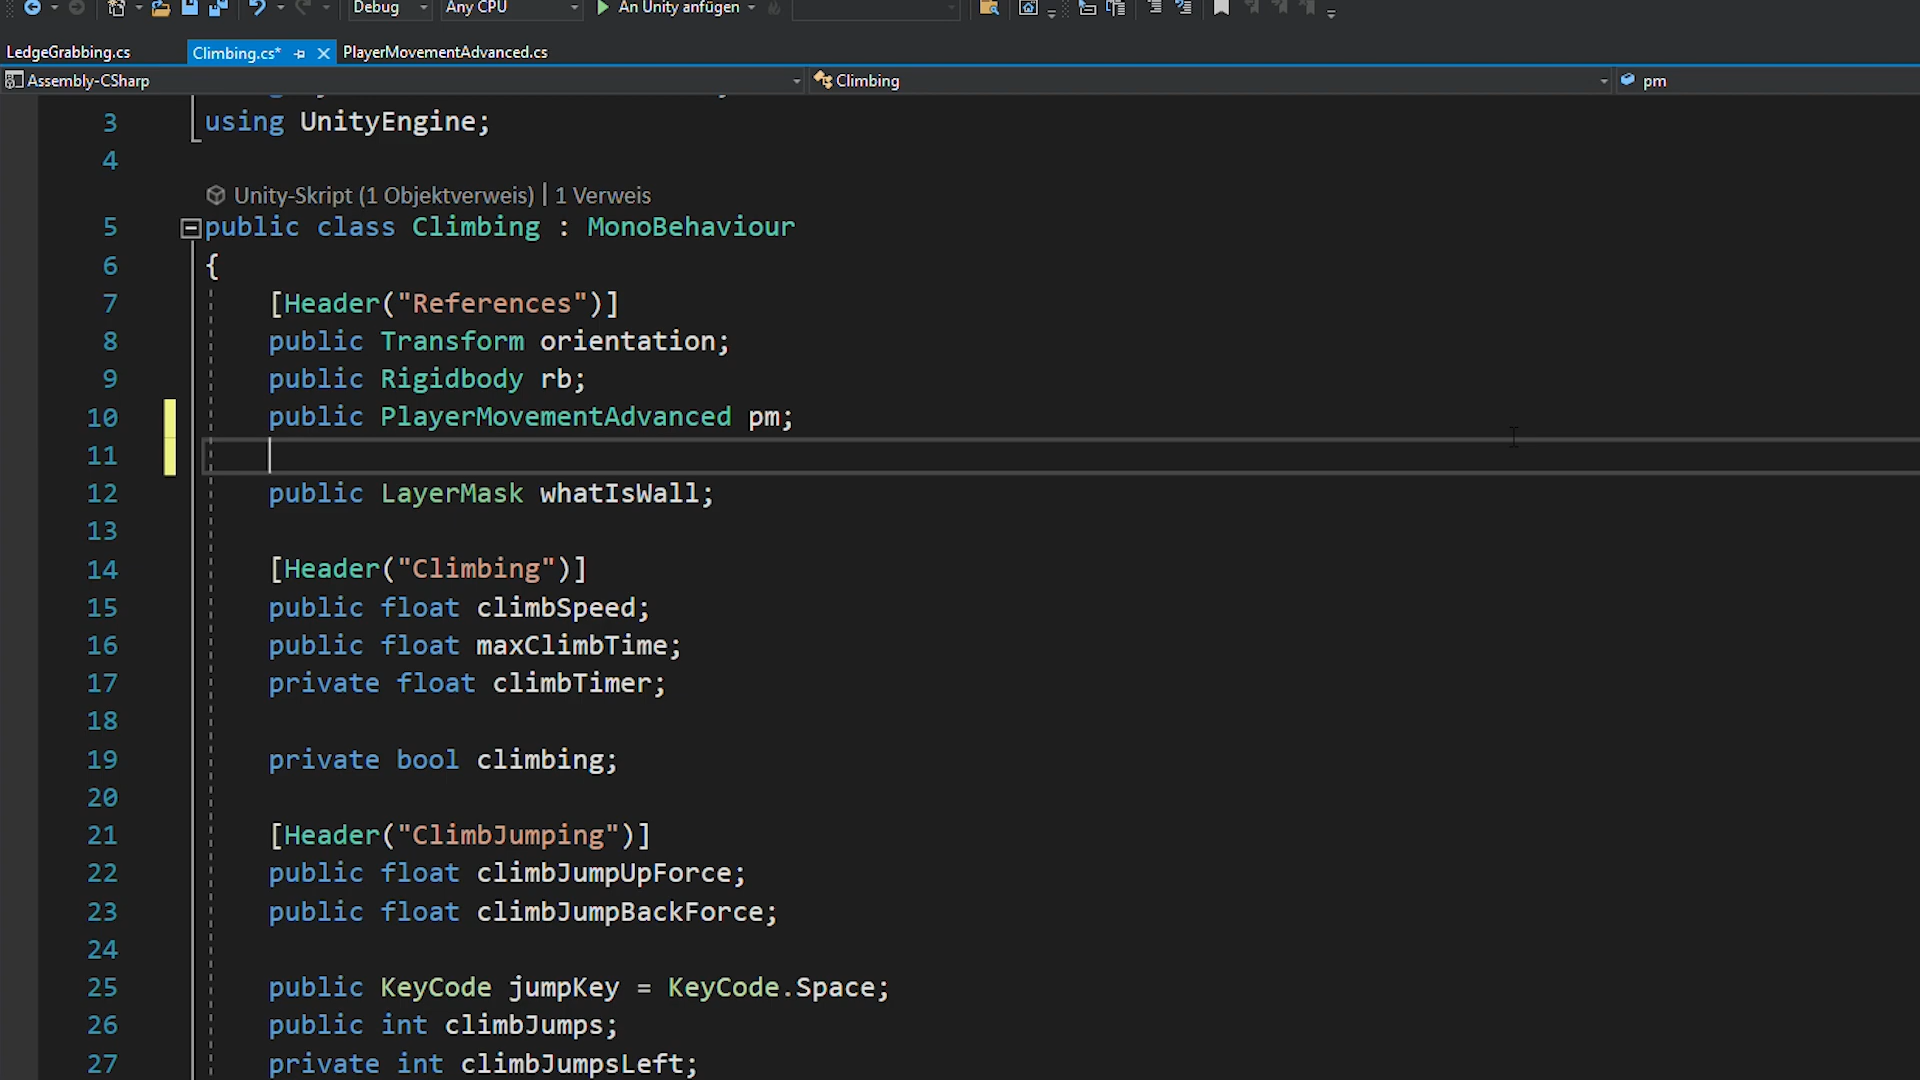 Debug Any CPU An Unity anfügen
LedgeGrabbing.cs Climbing.cs* PlayerMovementAdvanced.cs
Assembly-CSharp Climbing pm
3 using UnityEngine;
4
Unity-Skript (1 Objektverweis) | 1 Verweis
5 public class Climbing : MonoBehaviour
6 {
7 [Header("References")]
8 public Transform orientation;
9 public Rigidbody rb;
10 public PlayerMovementAdvanced pm;
11
12 public LayerMask whatIsWall;
13
14 [Header("Climbing")]
15 public float climbSpeed;
16 public float maxClimbTime;
17 private float climbTimer;
18
19 private bool climbing;
20
21 [Header("ClimbJumping")]
22 public float climbJumpUpForce;
23 public float climbJumpBackForce;
24
25 public KeyCode jumpKey = KeyCode.Space;
26 public int climbJumps;
27 private int climbJumpsLeft;